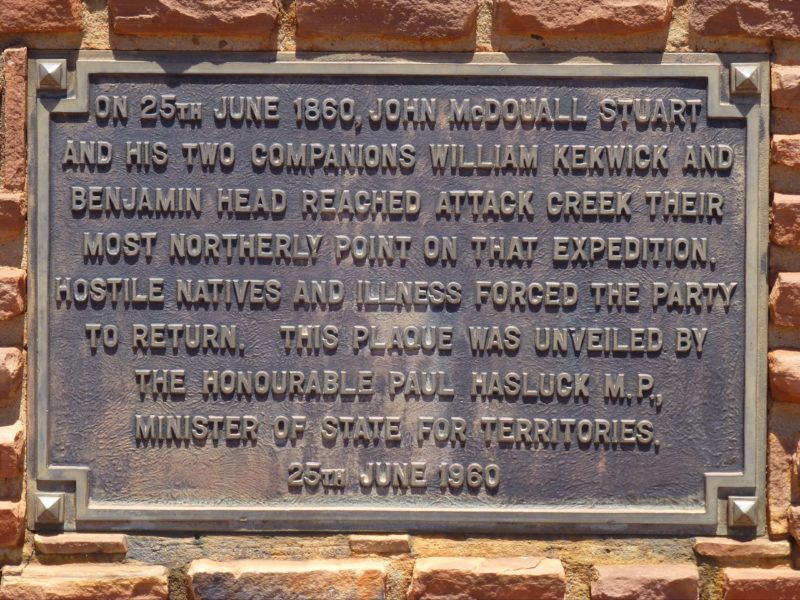 ON 25TH JUNE 1860, JOHN McDOUALL STUART
AND HIS TWO COMPANIONS WILLIAM KEKWICK AND
BENJAMIN HEAD REACHED ATTACK CREEK THEIR
MOST NORTHERLY POINT ON THAT EXPEDITION.
HOSTILE NATIVES AND ILLNESS FORCED THE PARTY
TO RETURN. THIS PLAQUE WAS UNVEILED BY
THE HONOURABLE PAUL HASLUCK M.P.,
MINISTER OF STATE FOR TERRITORIES.
25TH JUNE 1960